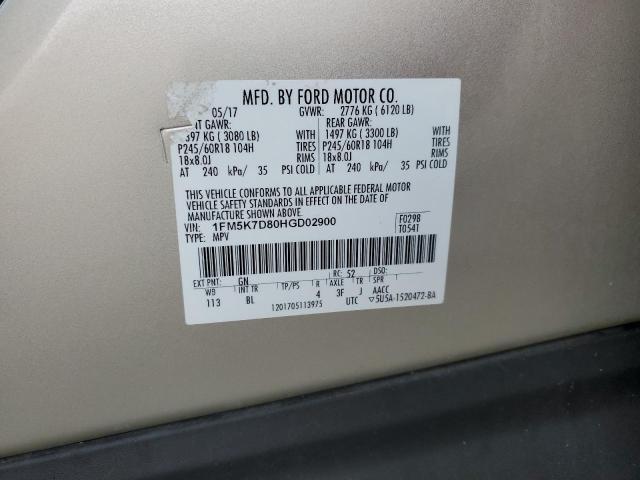 MFD. BY FORD MOTOR CO.
05/17 GVWR: 2776 KG ( 6120 LB)
T GAWR: REAR GAWR:
397 KG ( 3080 LB) 1497 KG ( 3300 LB)
P245/60R18 104H TIRES P245/60R18 104H TIRES
18x8.0J RIMS 18x8.0J RIMS
AT 240 kPa/ 35 PSI COLD AT 240 kPa/ 35 PSI COLD
THIS VEHICLE CONFORMS TO ALL APPLICABLE FEDERAL MOTOR
VEHICLE SAFETY STANDARDS IN EFFECT ON THE DATE OF
MANUFACTURE SHOWN ABOVE.
VIN: 1FM5K7D80HGD02900 F029B
TYPE: MPV T054T
EXT PNT: GN RC: 52 DSO:
WB INT TR TP/PS R AXLE TR SPR
113 BL 4 3F J AACC
1201705113975 UTC ▽5U5A-1520472-BA